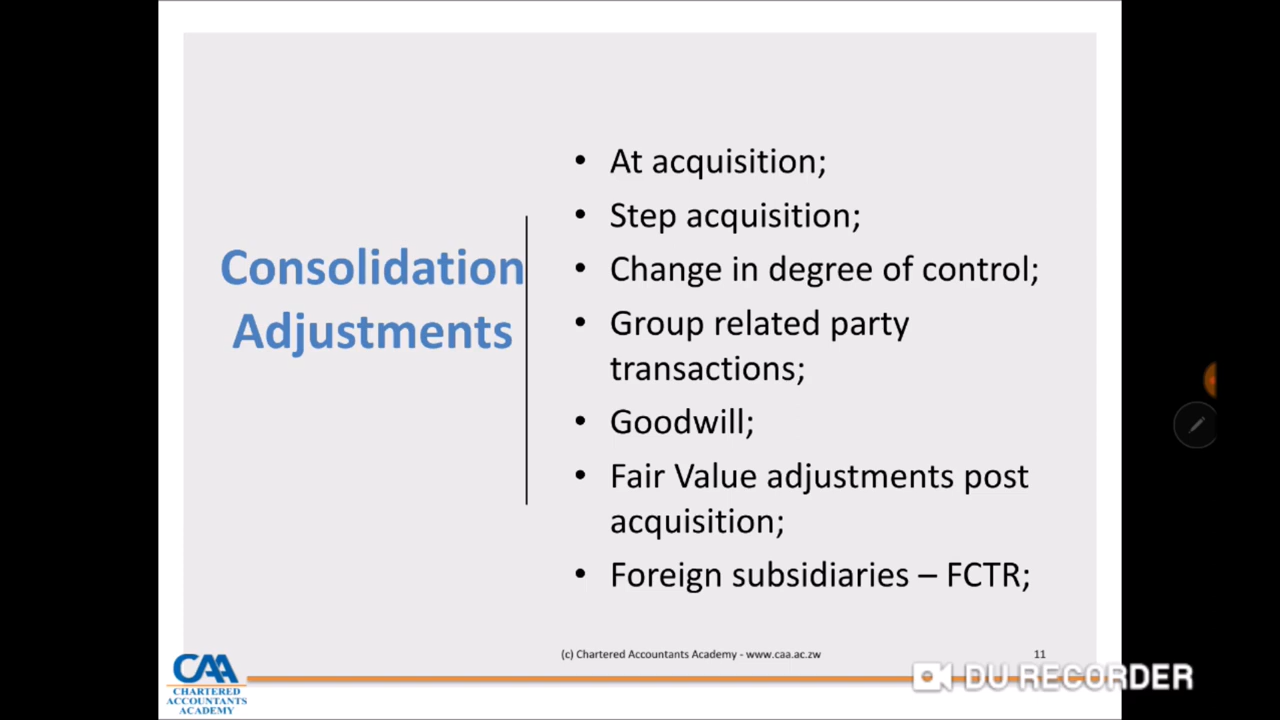 Consolidation
Adjustments
• At acquisition;
• Step acquisition;
• Change in degree of control;
• Group related party
transactions;
• Goodwill;
• Fair Value adjustments post
acquisition;
• Foreign subsidiaries – FCTR;
(c) Chartered Accountants Academy - www.caa.ac.zw
11
CAA
CHARTERED
ACCOUNTANTS
ACADEMY
DU RECORDER